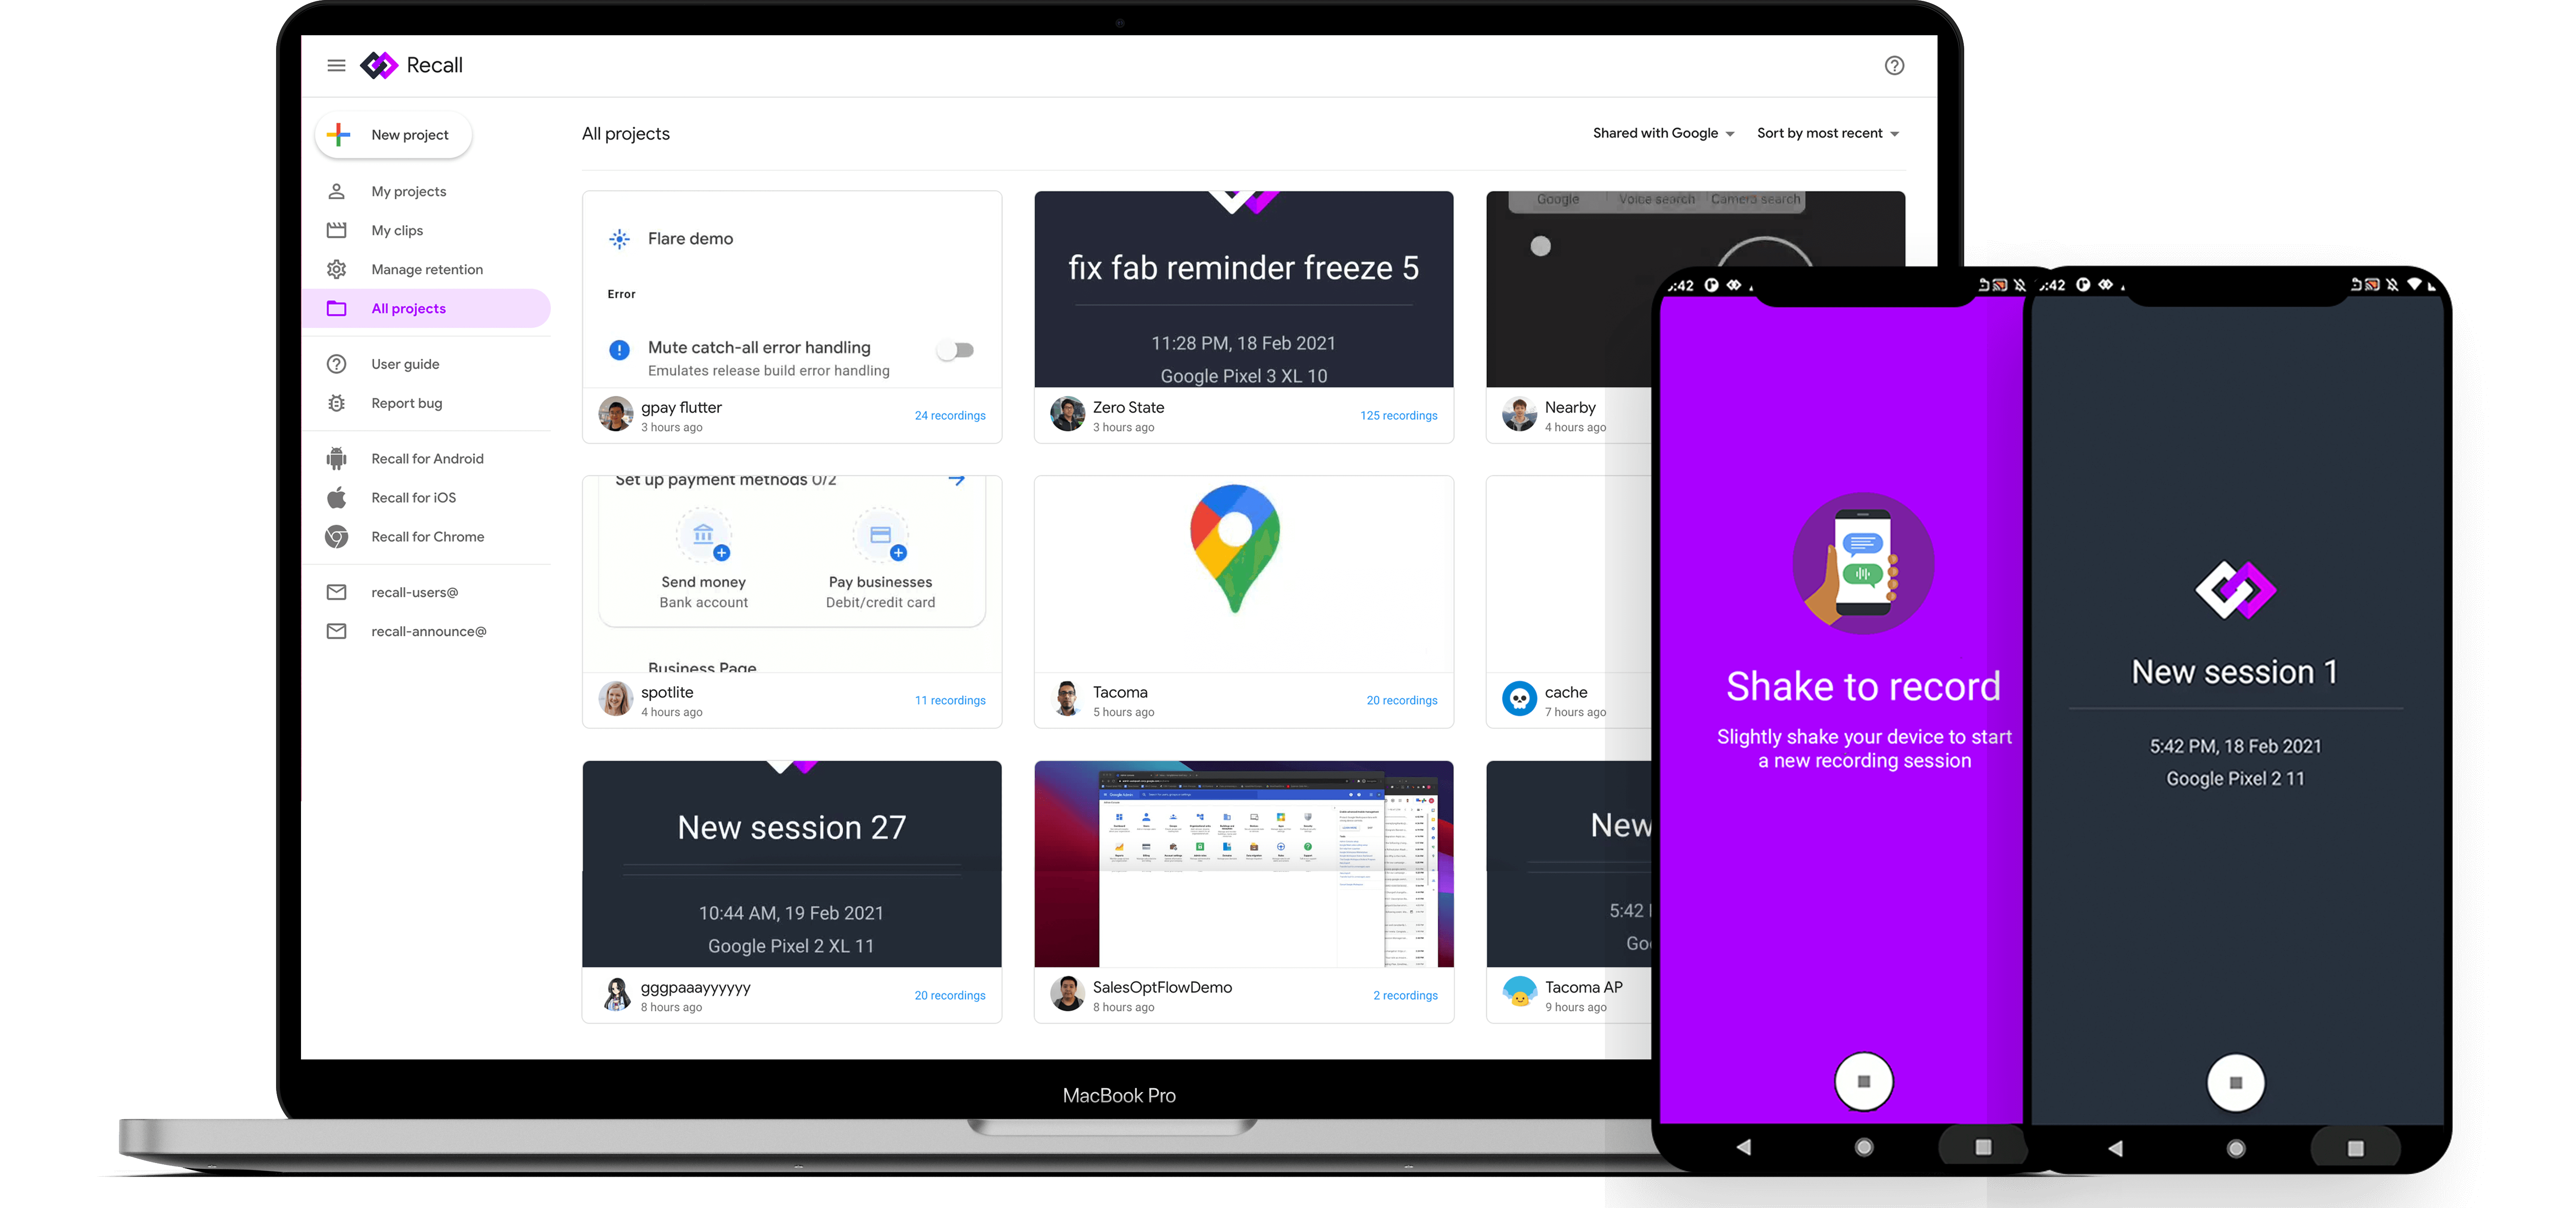 Recall
New project
My projects
My clips
Manage retention
All projects
User guide
Report bug
Recall for Android
Recall for iOS
Recall for Chrome
recall-users@
recall-announce@
All projects
Shared with Google
Sort by most recent
Flare demo
Error
Mute catch-all error handling
Emulates release build error handling
gpay flutter
3 hours ago
24 recordings
fix fab reminder freeze 5
11:28 PM, 18 Feb 2021
Google Pixel 3 XL 10
Zero State
3 hours ago
125 recordings
Google Voice search Camera search
Nearby
4 hours ago
Set up payment methods 0/2
Send money
Bank account
Pay businesses
Debit/credit card
Business Page
spotlite
4 hours ago
11 recordings
Tacoma
5 hours ago
20 recordings
cache
7 hours ago
New session 27
10:44 AM, 19 Feb 2021
Google Pixel 2 XL 11
gggpaaayyyyyy
8 hours ago
20 recordings
SalesOptFlowDemo
8 hours ago
2 recordings
New
5:42
Tacoma AP
9 hours ago
MacBook Pro
:42
Shake to record
Slightly shake your device to start
a new recording session
:42
New session 1
5:42 PM, 18 Feb 2021
Google Pixel 2 11